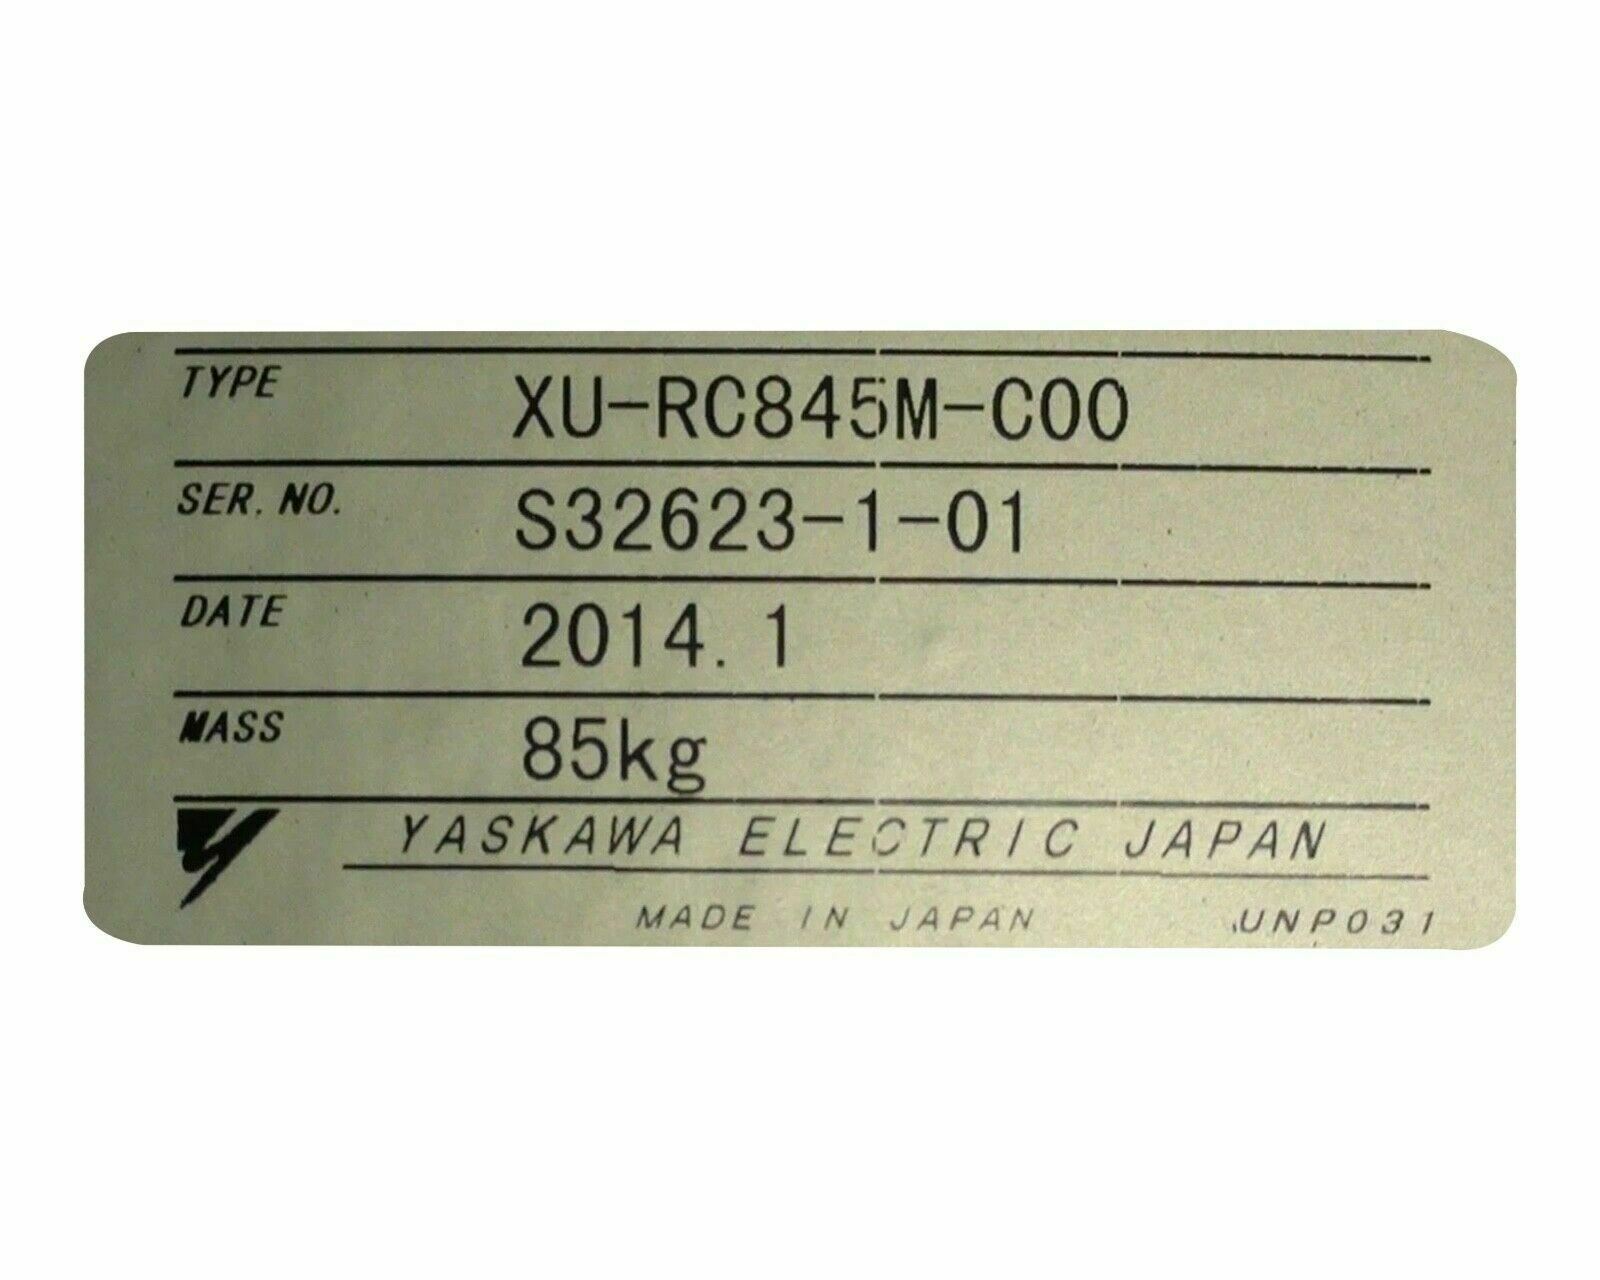 TYPE XU-RC845M-C00
SER. NO. S32623-1-01
DATE 2014. 1
MASS 85kg
YASKAWA ELECTRIC JAPAN
MADE IN JAPAN UNP031